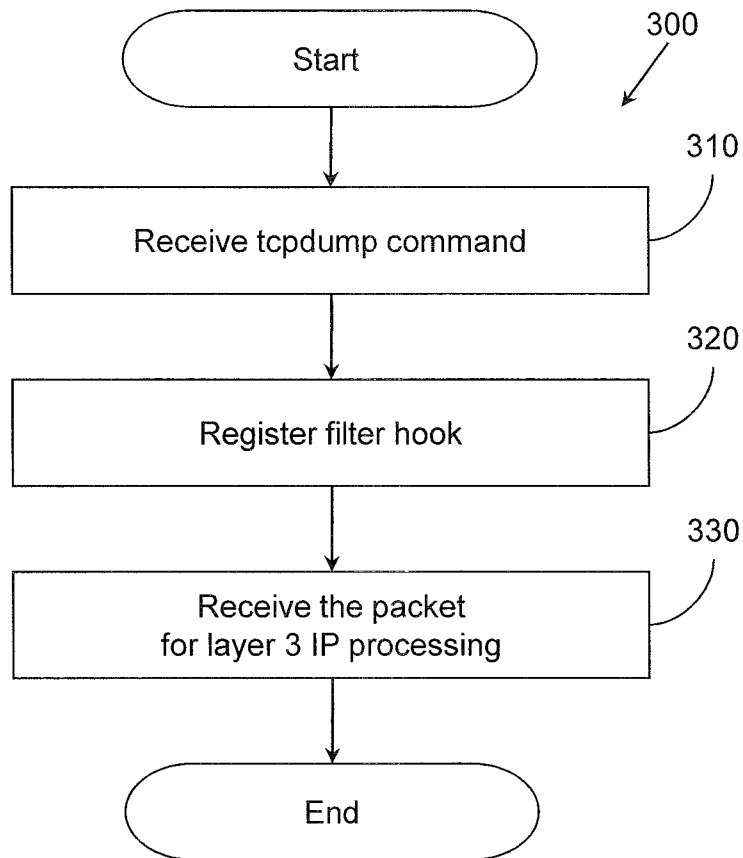 Start
300
310
Receive tcpdump command
320
Register filter hook
330
Receive the packet
for layer 3 IP processing
End